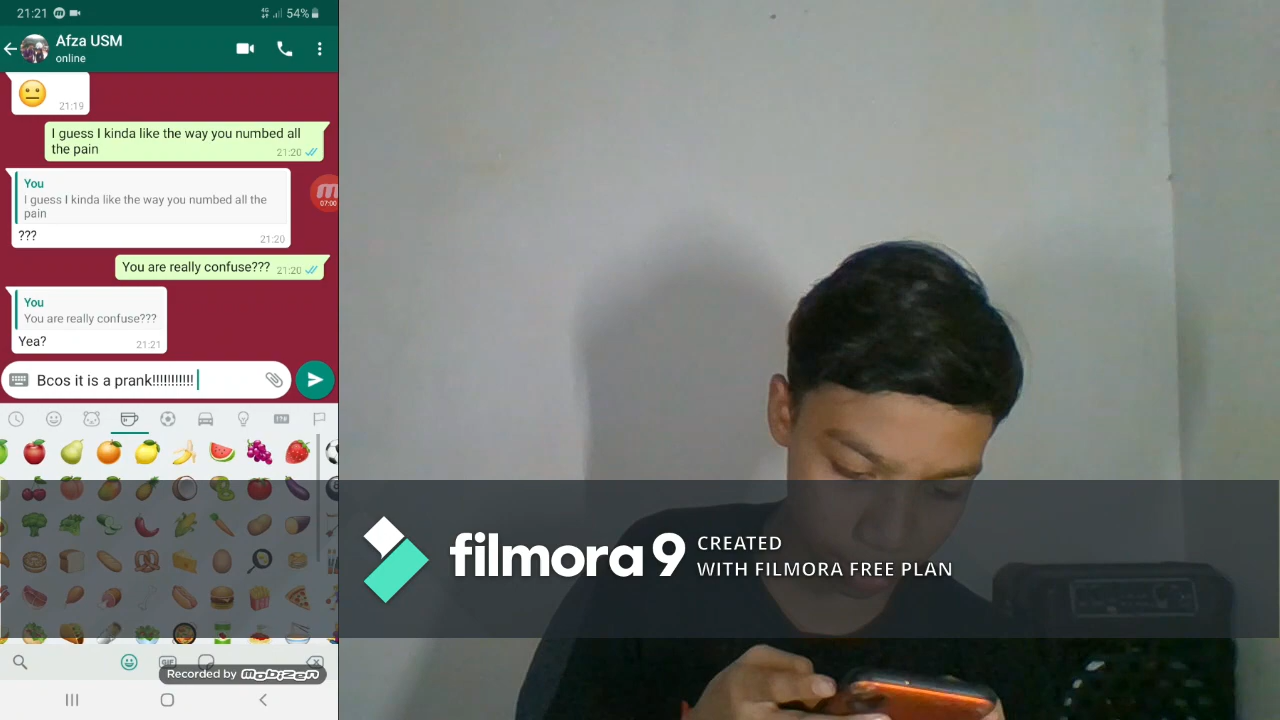 21:21
54%
Afza USM
online
21:19
I guess I kinda like the way you numbed all
the pain
21:20
You
I guess I kinda like the way you numbed all the
pain
07:00
???
21:20
You are really confuse???
21:20
You
You are really confuse???
Yea?
21:21
Bcos it is a prank!!!!!!!!!!!
filmora 9
CREATED
WITH FILMORA FREE PLAN
GIF
Recorded by mobizen